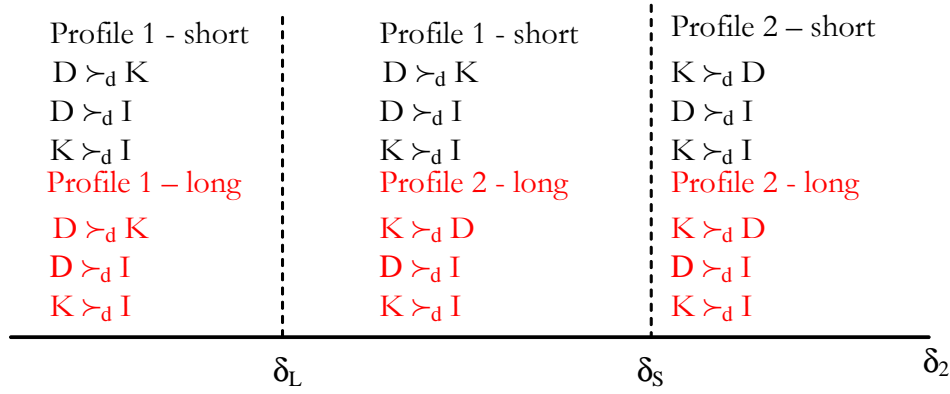 Profile 1 - short
D ≻d K
D ≻d I
K ≻d I
Profile 1 – long
D ≻d K
D ≻d I
K ≻d I
Profile 1 - short
D ≻d K
D ≻d I
K ≻d I
Profile 2 - long
K ≻d D
D ≻d I
K ≻d I
Profile 2 – short
K ≻d D
D ≻d I
K ≻d I
Profile 2 - long
K ≻d D
D ≻d I
K ≻d I
δL
δS
δ2